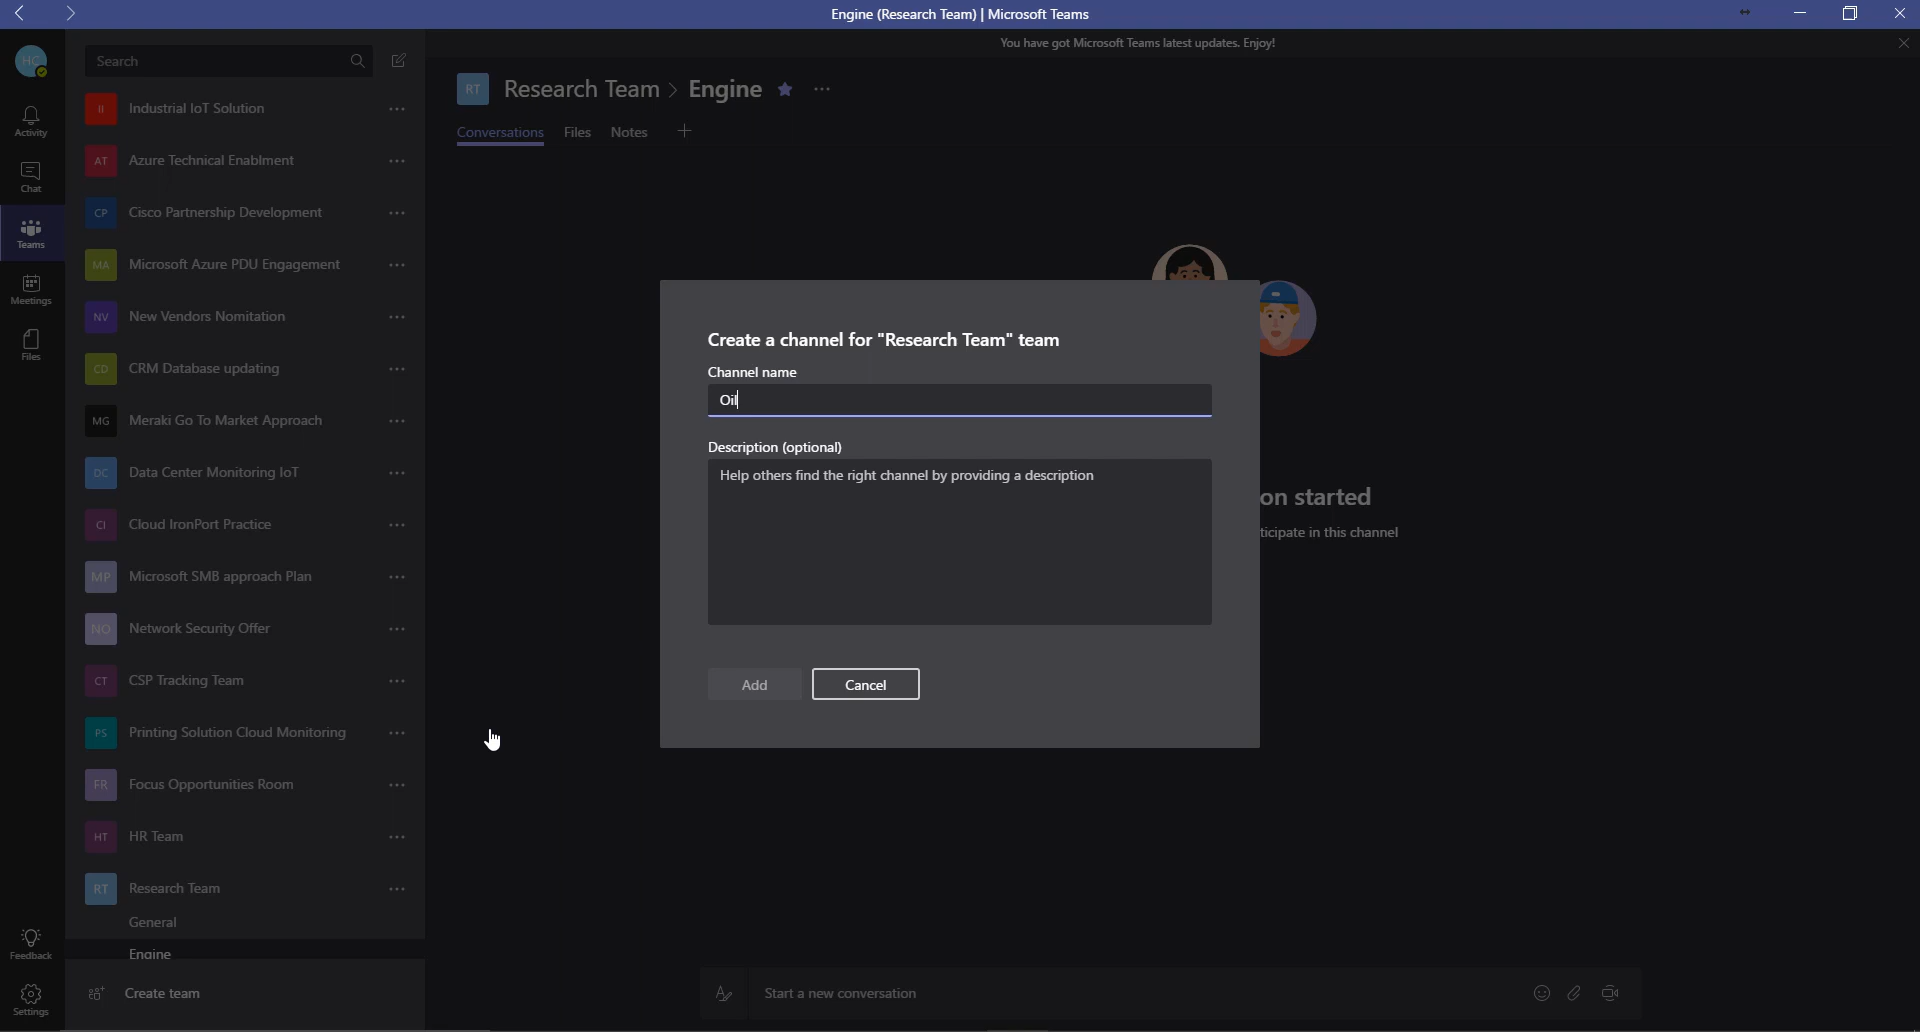 Engine (Research Team) | Microsoft Teams
You have got Microsoft Teams latest updates. Enjoy!
HC
Search
Activity
Chat
Teams
Meetings
Files
II Industrial IoT Solution
AT Azure Technical Enablment
CP Cisco Partnership Development
MA Microsoft Azure PDU Engagement
NV New Vendors Nomitation
CD CRM Database updating
MG Meraki Go To Market Approach
DC Data Center Monitoring IoT
CI Cloud IronPort Practice
MP Microsoft SMB approach Plan
NO Network Security Offer
CT CSP Tracking Team
PS Printing Solution Cloud Monitoring
FR Focus Opportunities Room
HT HR Team
RT Research Team
General
Engine
Create team
Feedback
Settings
RT Research Team > Engine
Conversations Files Notes
Create a channel for "Research Team" team
Channel name
Oil
Description (optional)
Help others find the right channel by providing a description
Add Cancel
on started
ticipate in this channel
Start a new conversation